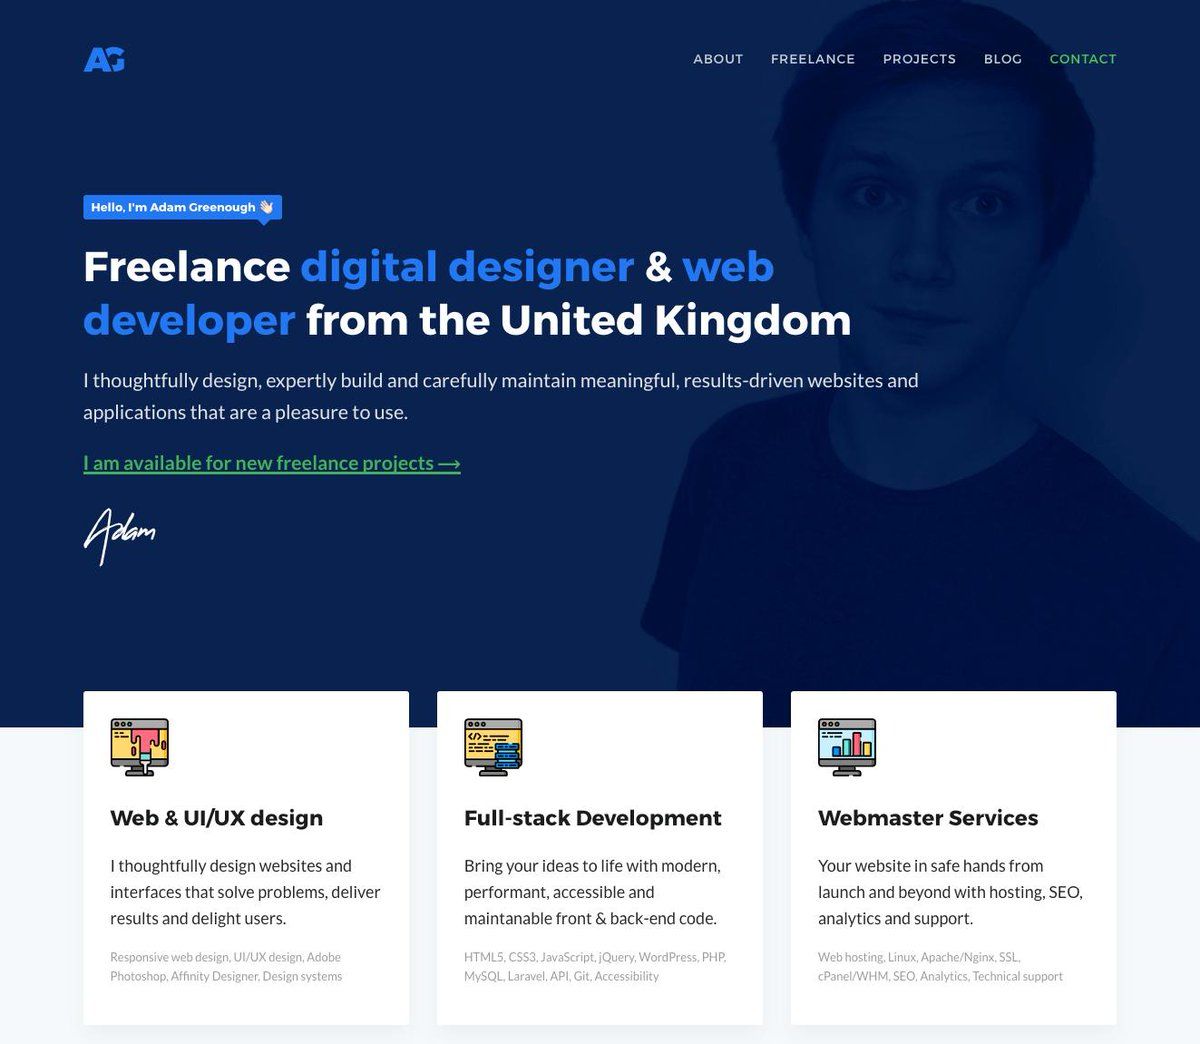 AG
ABOUT FREELANCE PROJECTS BLOG CONTACT
Hello, I'm Adam Greenough 👋🏻
Freelance digital designer & web
developer from the United Kingdom
I thoughtfully design, expertly build and carefully maintain meaningful, results-driven websites and
applications that are a pleasure to use.
I am available for new freelance projects ⟶
Adam
Web & UI/UX design
I thoughtfully design websites and
interfaces that solve problems, deliver
results and delight users.
Responsive web design, UI/UX design, Adobe
Photoshop, Affinity Designer, Design systems
Full-stack Development
Bring your ideas to life with modern,
performant, accessible and
maintanable front & back-end code.
HTML5, CSS3, JavaScript, jQuery, WordPress, PHP,
MySQL, Laravel, API, Git, Accessibility
Webmaster Services
Your website in safe hands from
launch and beyond with hosting, SEO,
analytics and support.
Web hosting, Linux, Apache/Nginx, SSL,
cPanel/WHM, SEO, Analytics, Technical support